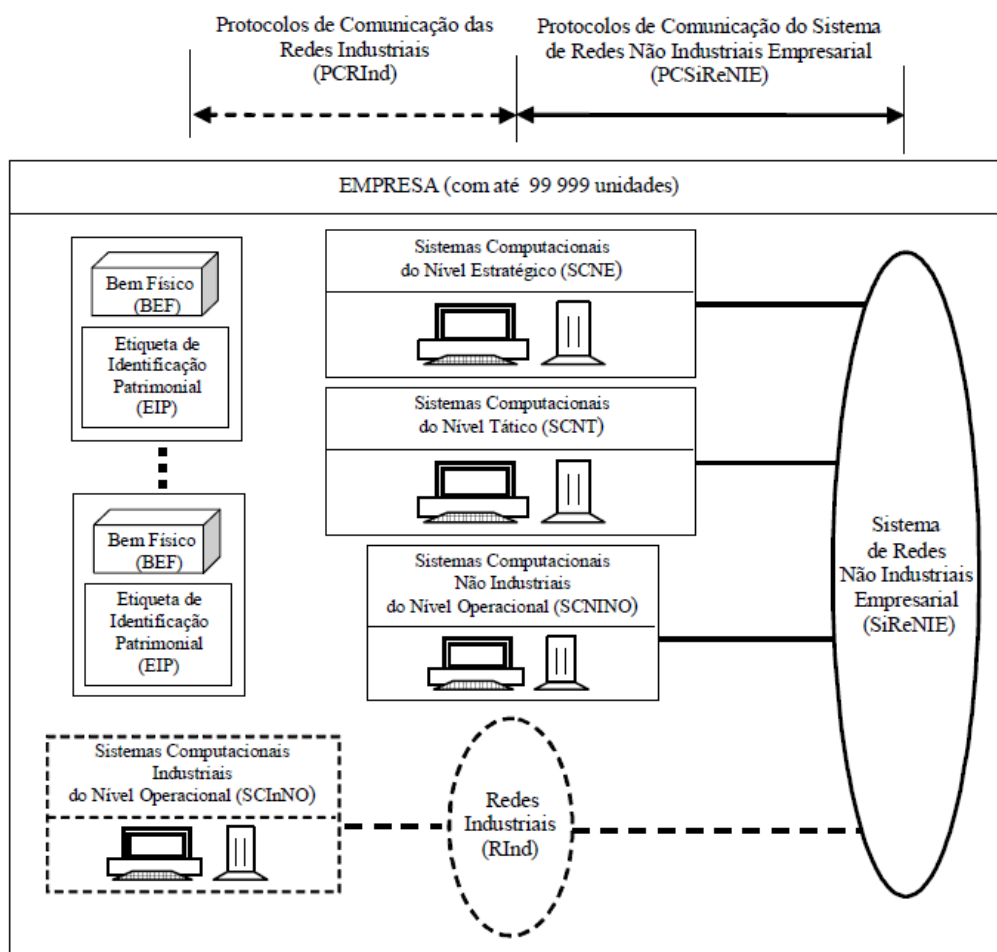 Protocolos de Comunicação das
Redes Industriais
(PCRInd)
Protocolos de Comunicação do Sistema
de Redes Não Industriais Empresarial
(PCSiReNIE)
EMPRESA (com até 99 999 unidades)
Bem Físico
(BEF)
Etiqueta de
Identificação
Patrimonial
(EIP)
Sistemas Computacionais
do Nível Estratégico (SCNE)
Sistemas Computacionais
do Nível Tático (SCNT)
Bem Físico
(BEF)
Etiqueta de
Identificação
Patrimonial
(EIP)
Sistemas Computacionais
Não Industriais
do Nível Operacional (SCNINO)
Sistema
de Redes
Não Industriais
Empresarial
(SiReNIE)
Sistemas Computacionais
Industriais
do Nível Operacional (SCInNO)
Redes
Industriais
(RInd)